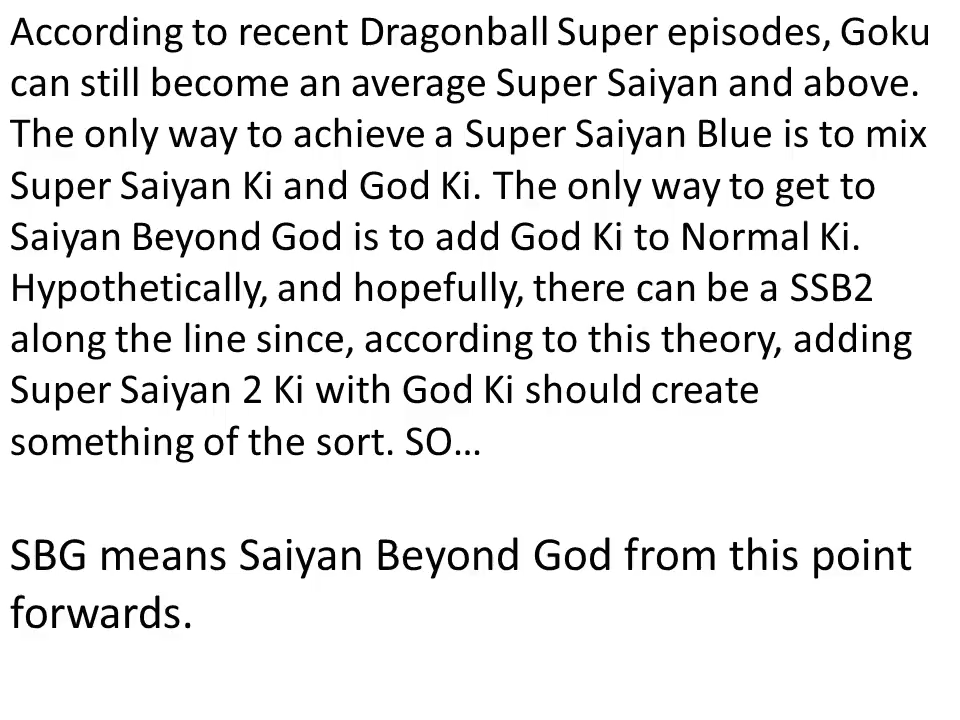 According to recent Dragonball Super episodes, Goku
can still become an average Super Saiyan and above.
The only way to achieve a Super Saiyan Blue is to mix
Super Saiyan Ki and God Ki. The only way to get to
Saiyan Beyond God is to add God Ki to Normal Ki.
Hypothetically, and hopefully, there can be a SSB2
along the line since, according to this theory, adding
Super Saiyan 2 Ki with God Ki should create
something of the sort. SO…
SBG means Saiyan Beyond God from this point
forwards.